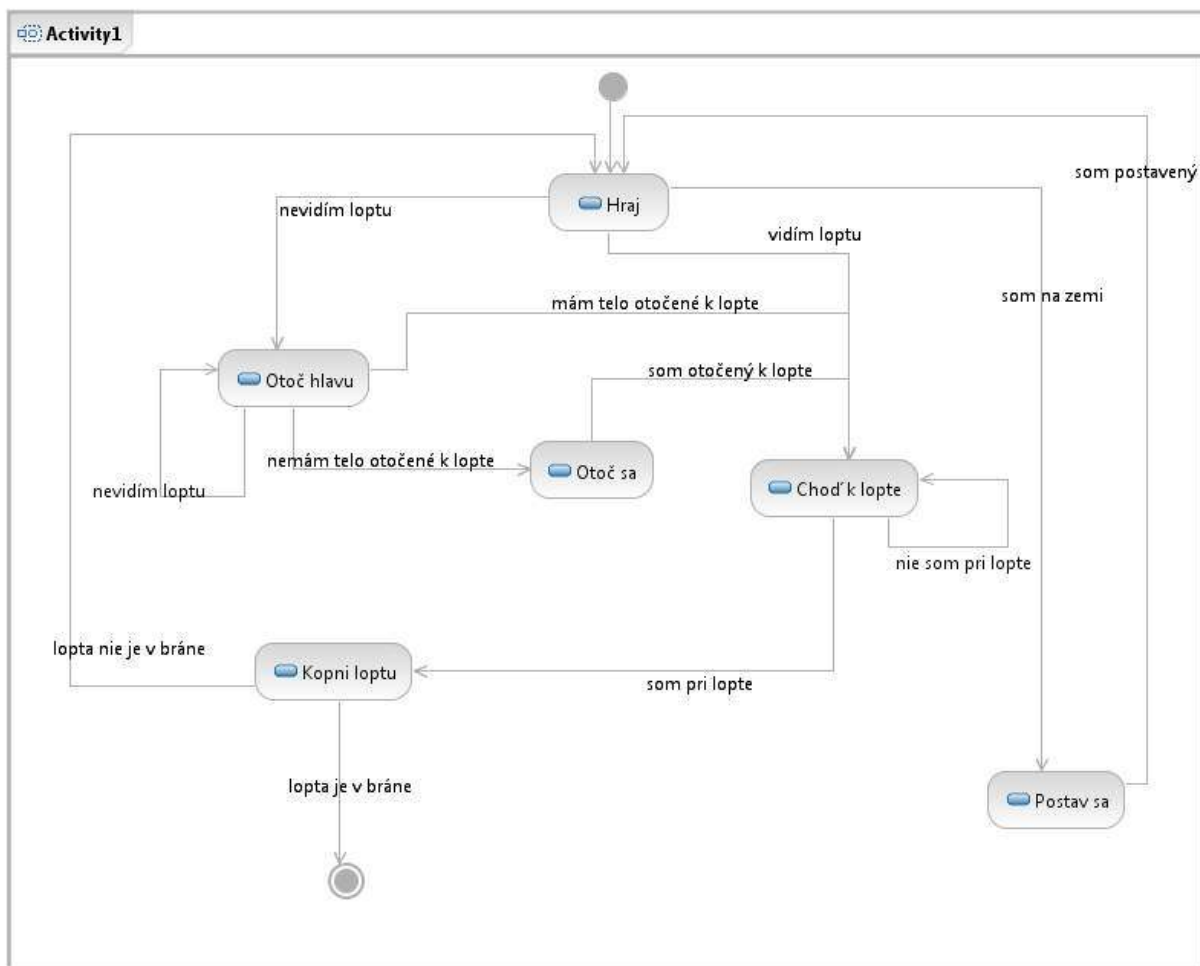 Activity1
som postavený
Hraj
nevidím loptu
vidím loptu
som na zemi
mám telo otočené k lopte
som otočený k lopte
Otoč hlavu
nemám telo otočené k lopte
Otoč sa
nevidím loptu
Choď k lopte
nie som pri lopte
lopta nie je v bráne
Kopni loptu
som pri lopte
lopta je v bráne
Postav sa